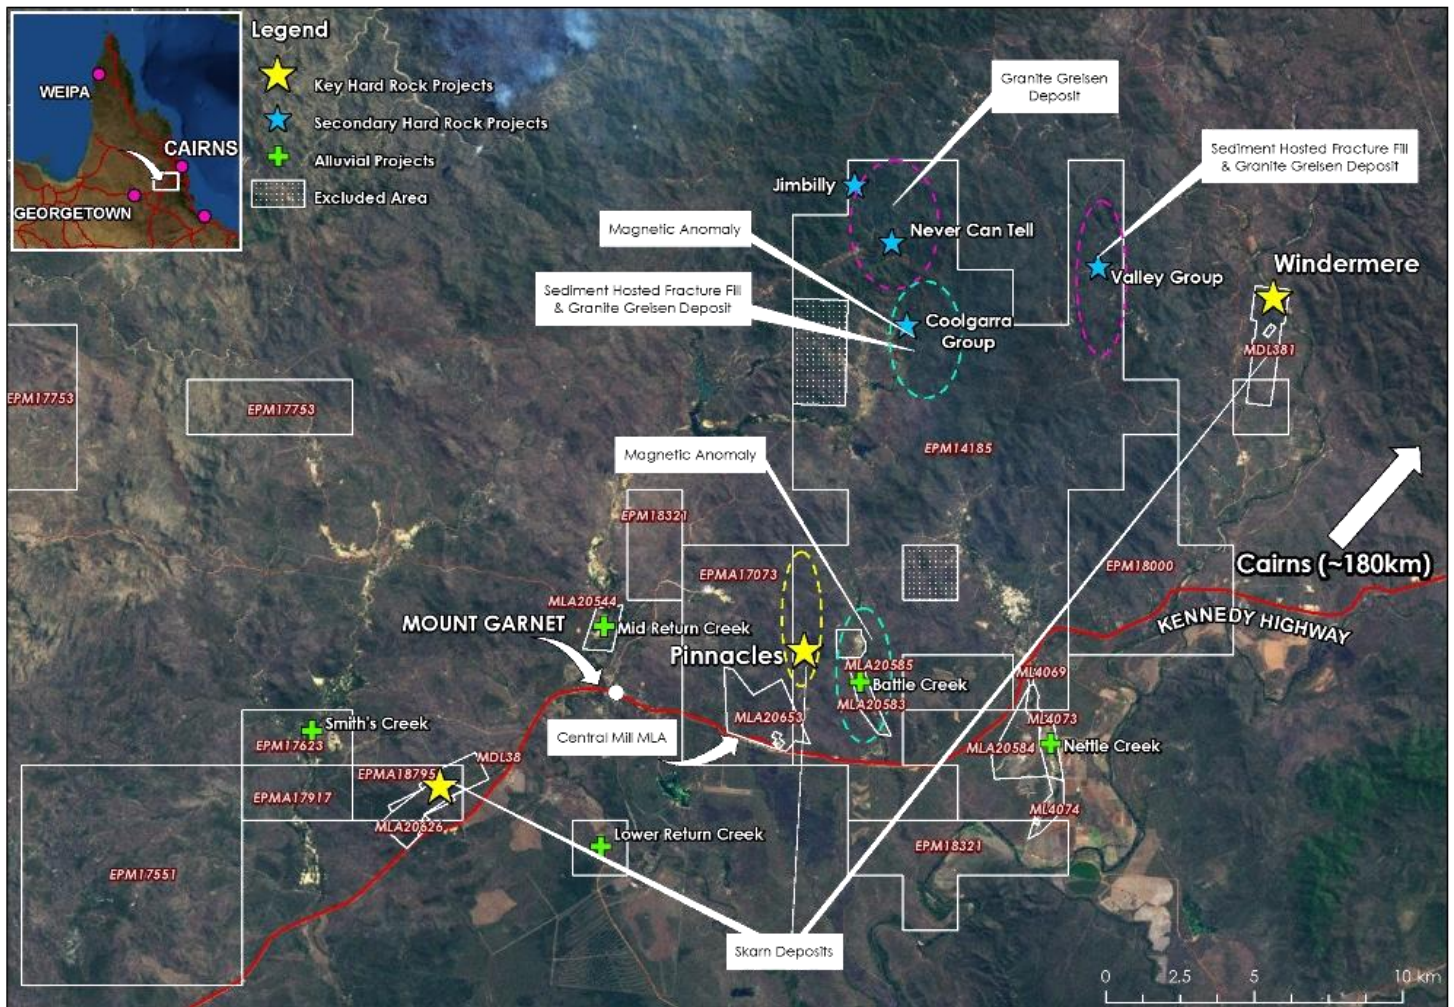 Legend
Key Hard Rock Projects
Secondary Hard Rock Projects
Alluvial Projects
Excluded Area
WEIPA
CAIRNS
GEORGETOWN
Granite Greisen
Deposit
Sediment Hosted Fracture Fill
& Granite Greisen Deposit
Jimbilly
Magnetic Anomaly
Never Can Tell
Valley Group
Windermere
Sediment Hosted Fracture Fill
& Granite Greisen Deposit
Coolgarra
Group
MDL381
EPM17753
EPM17753
EPM14185
Magnetic Anomaly
EPM18321
EPMA17073
EPM18000
Cairns (~180km)
MLA20544
MOUNT GARNET
Mid Return Creek
KENNEDY HIGHWAY
Pinnacles
MLA20585
ML4069
Battle Creek
MLA20583
Smith's Creek
MLA20653
ML4073
EPM17623
Central Mill MLA
MLA20584
Nettle Creek
MDL38
EPMA18795
EPMA17917
ML4074
MLA20626
Lower Return Creek
EPM18321
EPM17551
Skarn Deposits
0 2.5 5 10 km